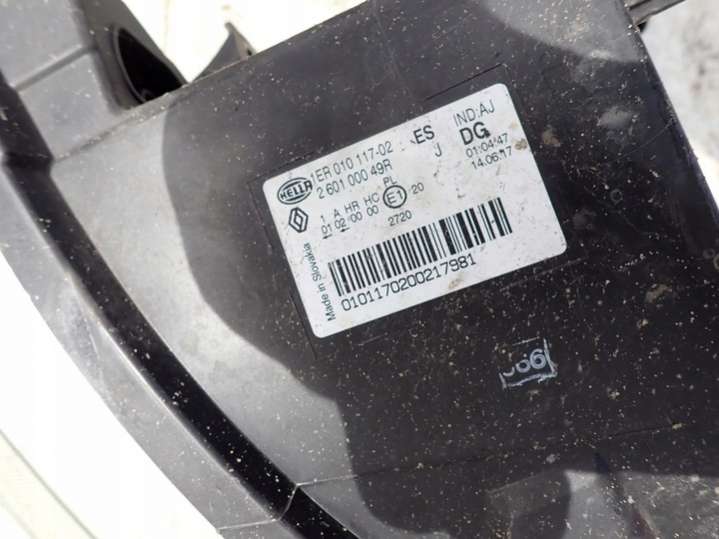 HELLA
1ER 010 117-02
2 601 000 49R
ES
J
IND:AJ
DG
01:04:47
14.06.17
1 A HR HC PL
01 02 00 00
E1
20
2720
Made in Slovakia
0101170200217981